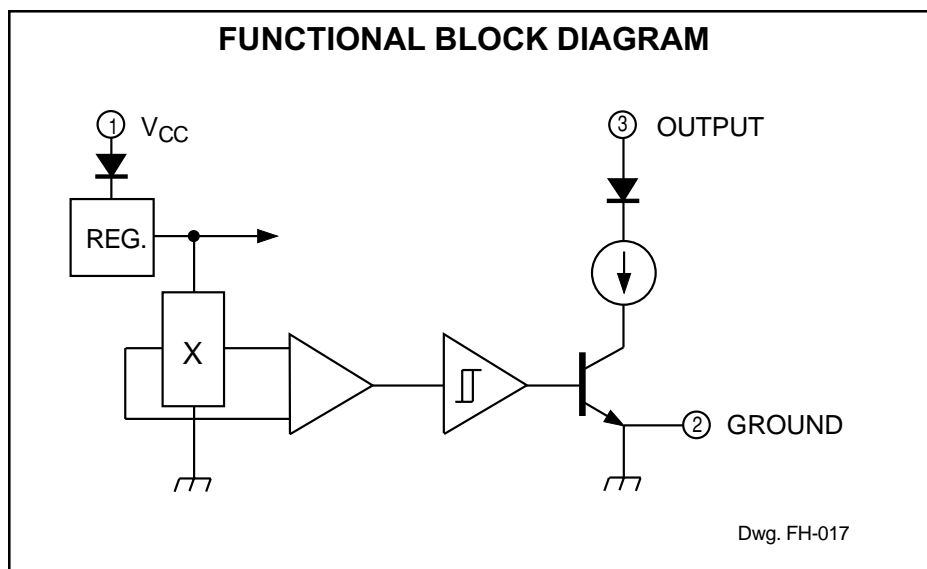 FUNCTIONAL BLOCK DIAGRAM
1 VCC
3 OUTPUT
REG.
X
2 GROUND
Dwg. FH-017